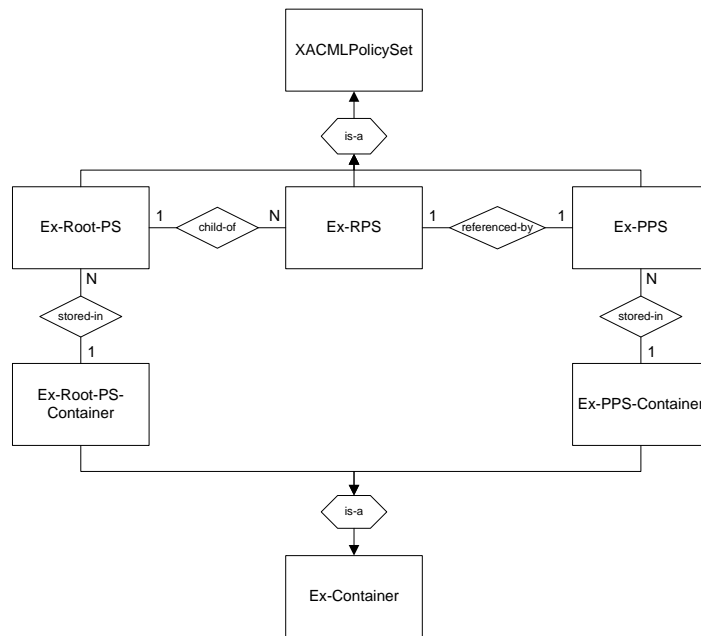 XACMLPolicySet
is-a
Ex-Root-PS
1
child-of
N
Ex-RPS
1
referenced-by
1
Ex-PPS
N
N
stored-in
stored-in
1
1
Ex-Root-PS-
Container
Ex-PPS-Container
is-a
Ex-Container